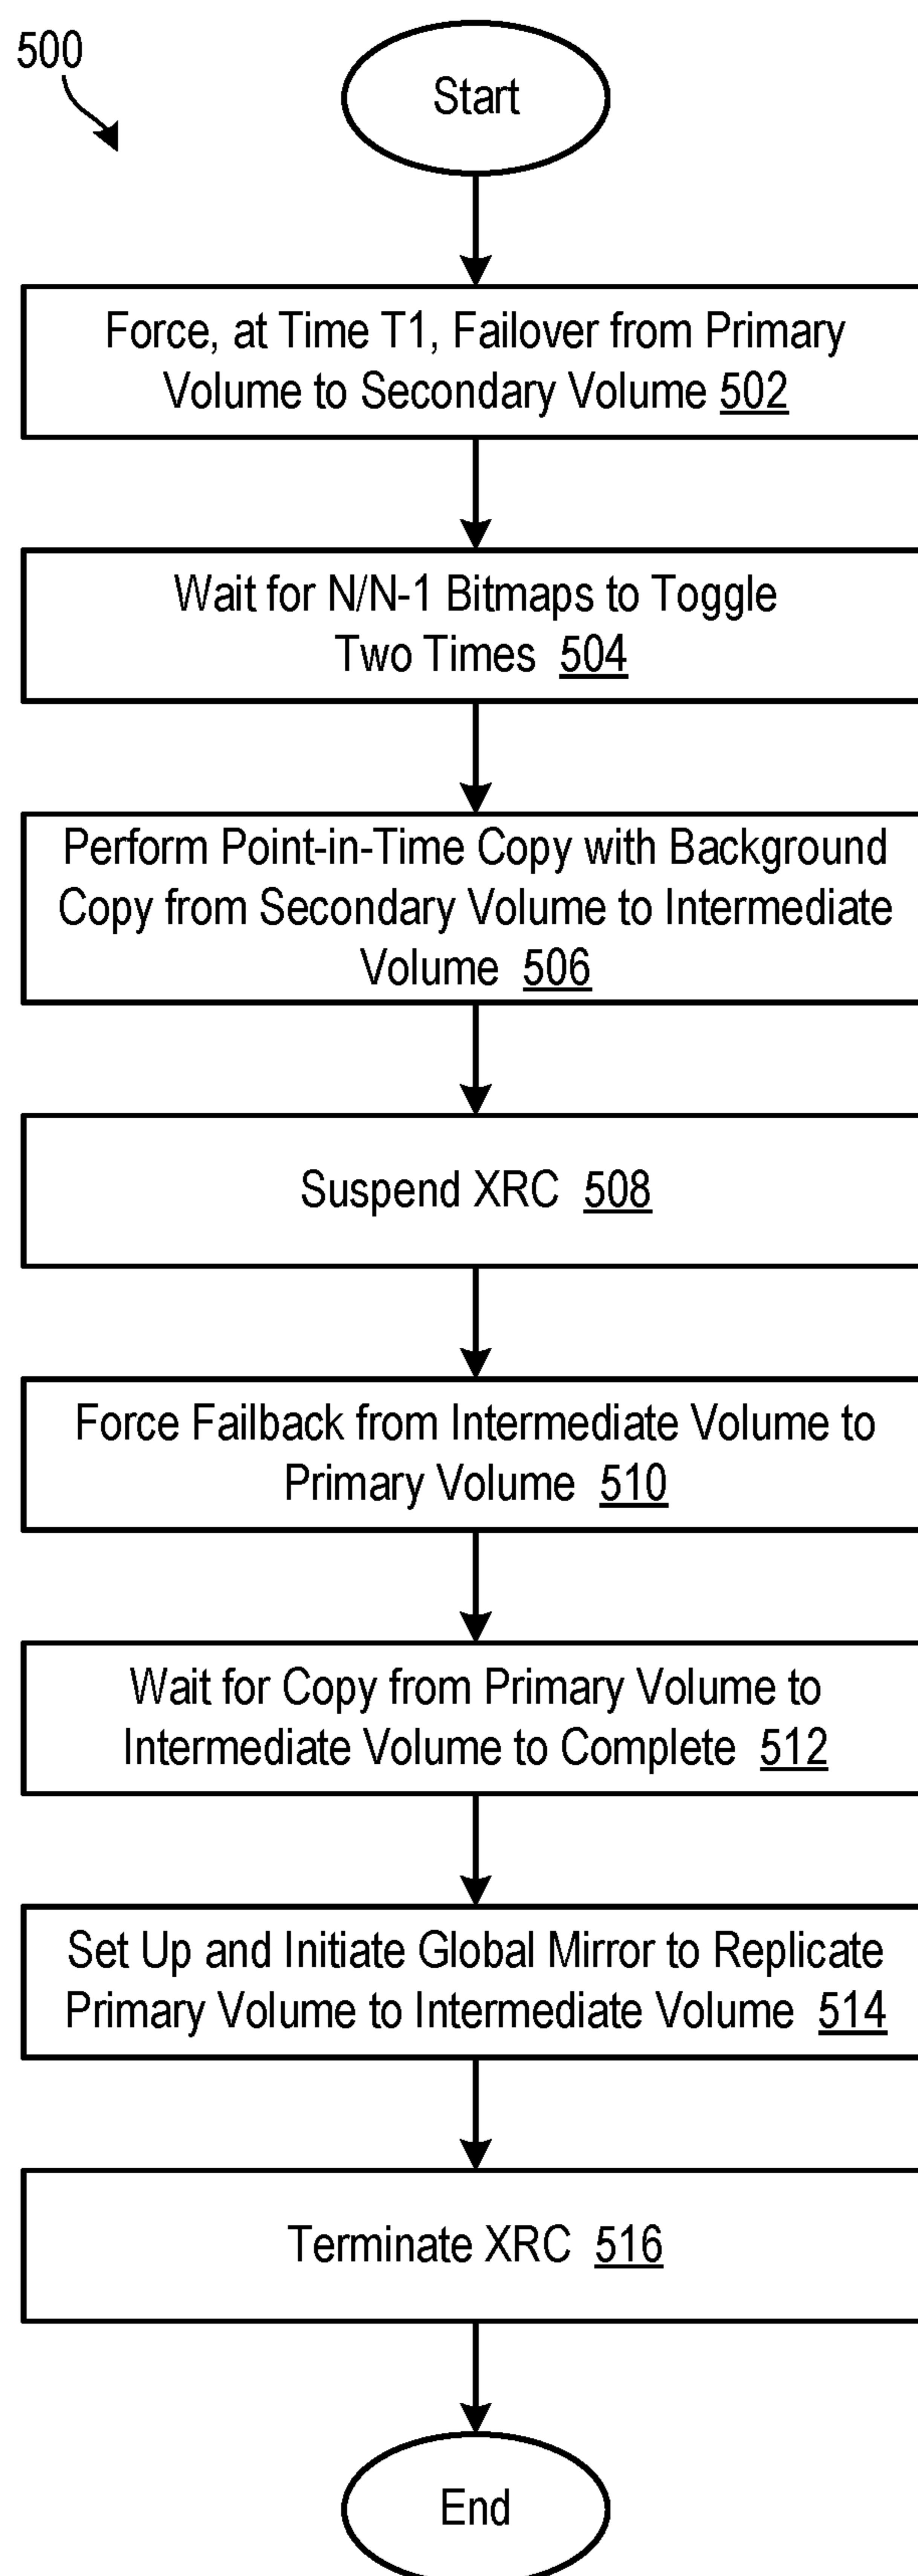 500
Start
Force, at Time T1, Failover from Primary
Volume to Secondary Volume 502
Wait for N/N-1 Bitmaps to Toggle
Two Times 504
Perform Point-in-Time Copy with Background
Copy from Secondary Volume to Intermediate
Volume 506
Suspend XRC 508
Force Failback from Intermediate Volume to
Primary Volume 510
Wait for Copy from Primary Volume to
Intermediate Volume to Complete 512
Set Up and Initiate Global Mirror to Replicate
Primary Volume to Intermediate Volume 514
Terminate XRC 516
End